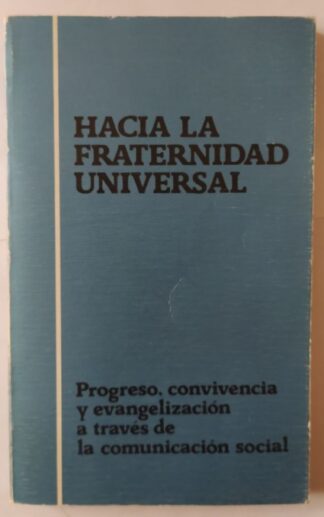 HACIA LA
FRATERNIDAD
UNIVERSAL
Progreso, convivencia
y evangelización
a través de
la comunicación social